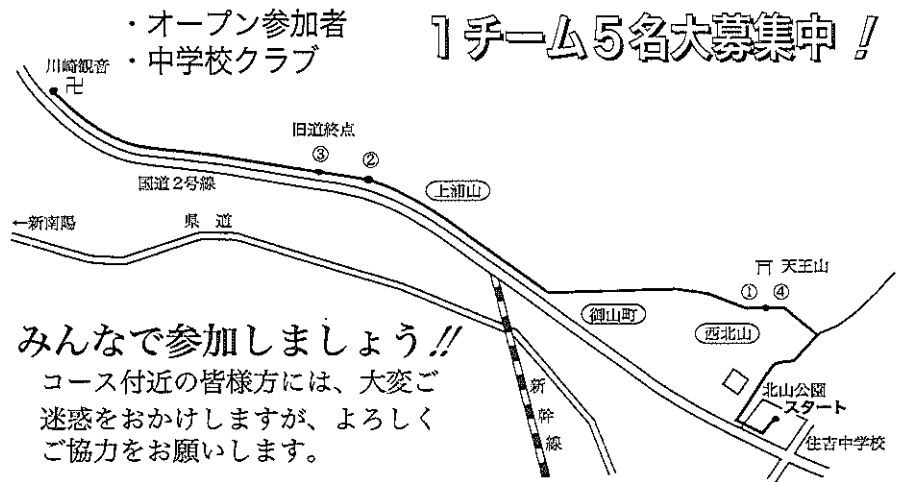 ・オープン参加者
・中学校クラブ
1チーム5名大募集中!
川崎観音
卍
旧道終点
③
②
国道2号線
上浦山
←新南陽
県道
天王山
①
④
御山町
西北山
北山公園
スタート
住吉中学校
新幹線
みんなで参加しましょう!!
コース付近の皆様方には、大変ご
迷惑をおかけしますが、よろしく
ご協力をお願いします。